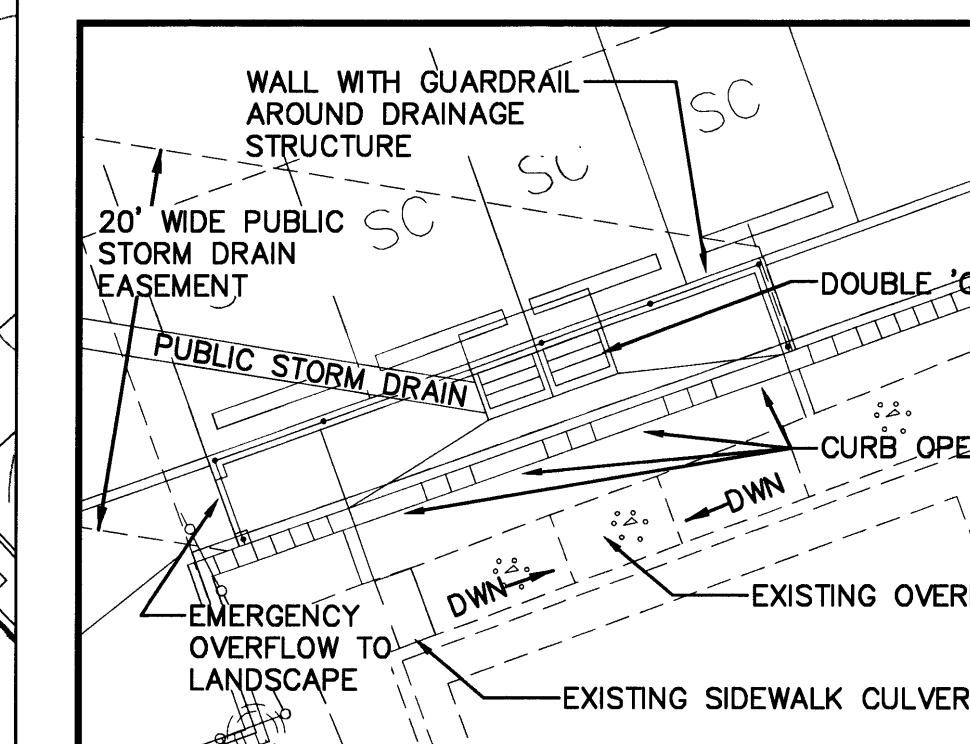 WALL WITH GUARDRAIL
AROUND DRAINAGE
STRUCTURE
SC
SC
SC
20' WIDE PUBLIC
STORM DRAIN
EASEMENT
DOUBLE
PUBLIC STORM DRAIN
CURB
DWN
DWN
EXISTING
EMERGENCY
OVERFLOW TO
LANDSCAPE
EXISTING SIDEWALK